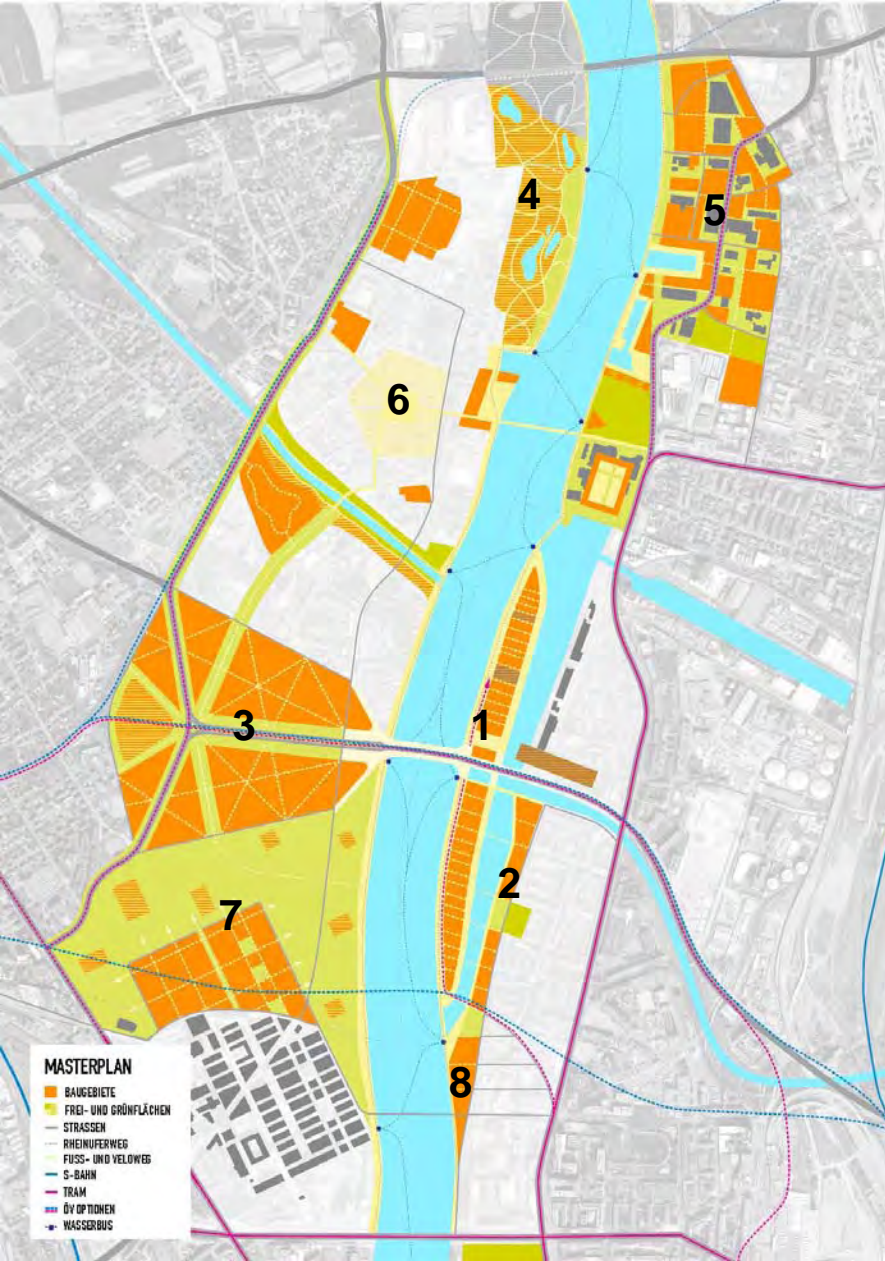 4
5
6
1
3
2
7
8
MASTERPLAN
BAUGEBIETE
FREI- UND GRÜNFLÄCHEN
STRASSEN
RHEINUFERWEG
FUSS- UND VELOWEG
S-BAHN
TRAM
ÖV OPTIONEN
WASSERBUS